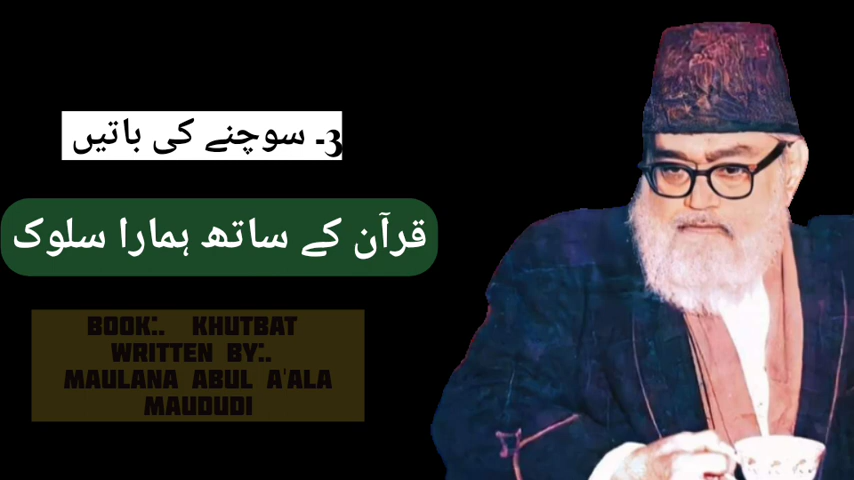 3۔ سوچنے کی باتیں
قرآن کے ساتھ ہمارا سلوک
BOOK:. KHUTBAT
WRITTEN BY:.
MAULANA ABUL A'ALA
MAUDUDI